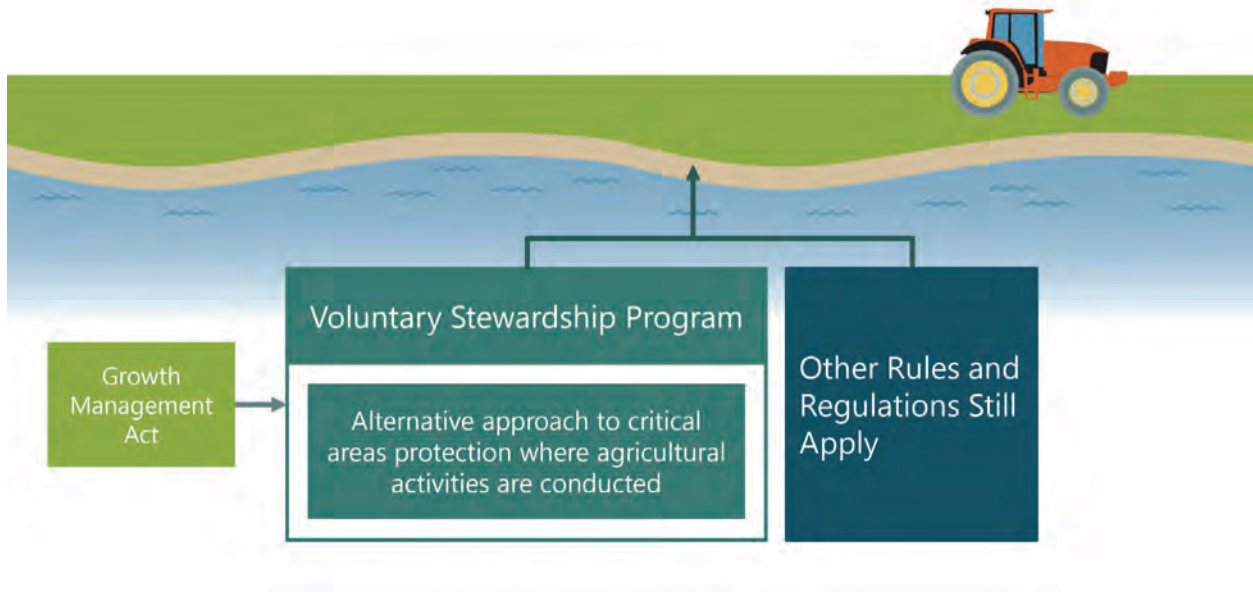 Voluntary Stewardship Program
Growth
Management
Act
Alternative approach to critical
areas protection where agricultural
activities are conducted
Other Rules and
Regulations Still
Apply